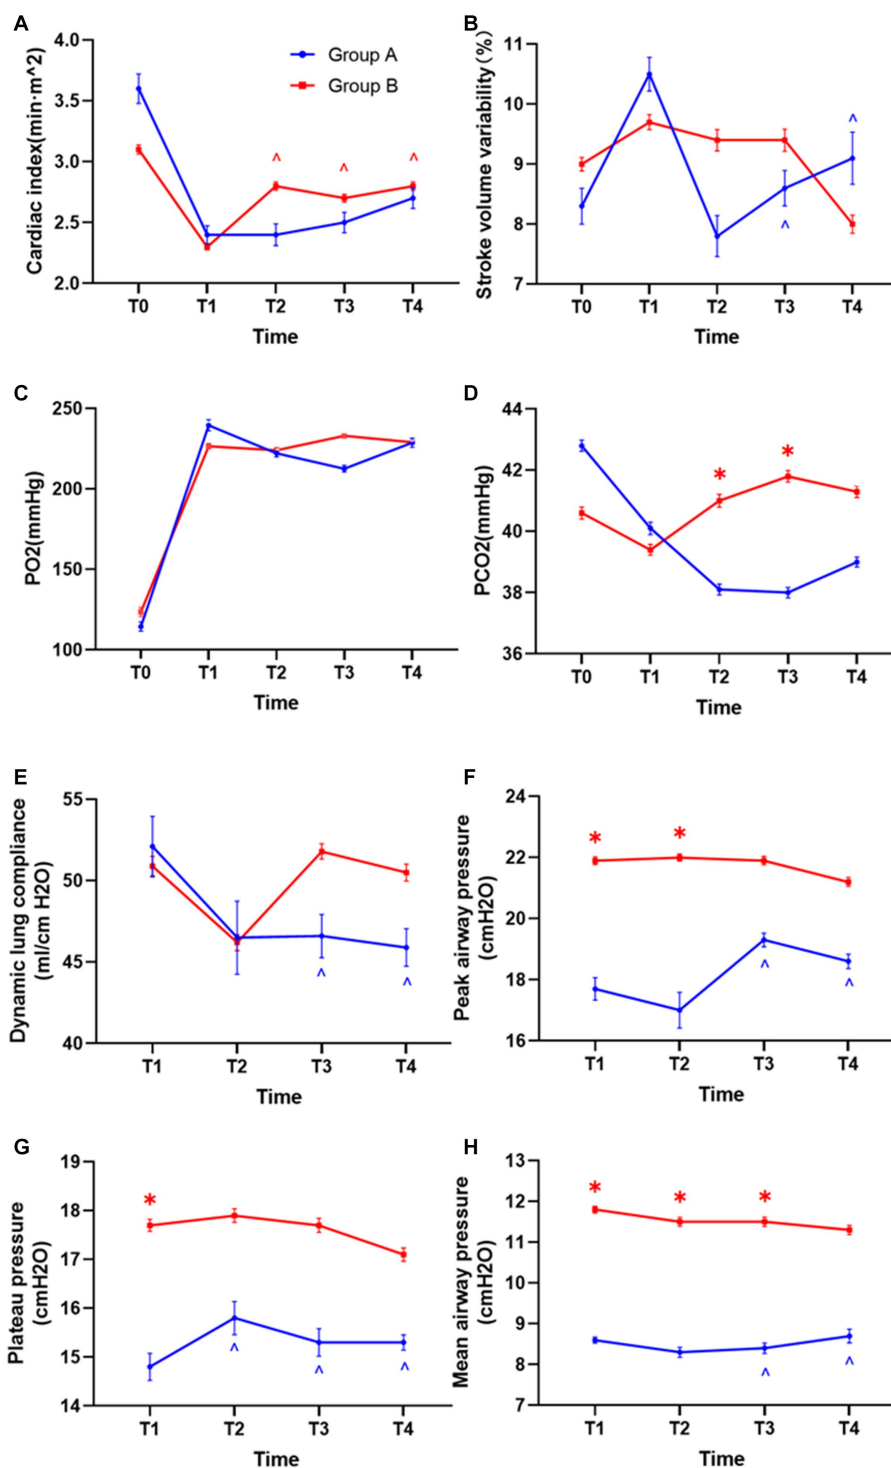 A
Cardiac index(min·m^2)
4.0
3.5
3.0
2.5
2.0
Group A
Group B
^ ^ ^
T0 T1 T2 T3 T4
Time
B
Stroke volume variability (%)
11
10
9
8
7
^
^
T0 T1 T2 T3 T4
Time
C
PO2(mmHg)
250
200
150
100
T0 T1 T2 T3 T4
Time
D
PCO2(mmHg)
44
42
40
38
36
* *
T0 T1 T2 T3 T4
Time
E
Dynamic lung compliance
(ml/cm H2O)
55
50
45
40
^ ^
T1 T2 T3 T4
Time
F
Peak airway pressure
(cmH2O)
24
22
20
18
16
* *
^ ^
T1 T2 T3 T4
Time
G
Plateau pressure
(cmH2O)
19
18
17
16
15
14
*
^ ^ ^
T1 T2 T3 T4
Time
H
Mean airway pressure
(cmH2O)
13
12
11
10
9
8
7
* * *
^ ^
T1 T2 T3 T4
Time